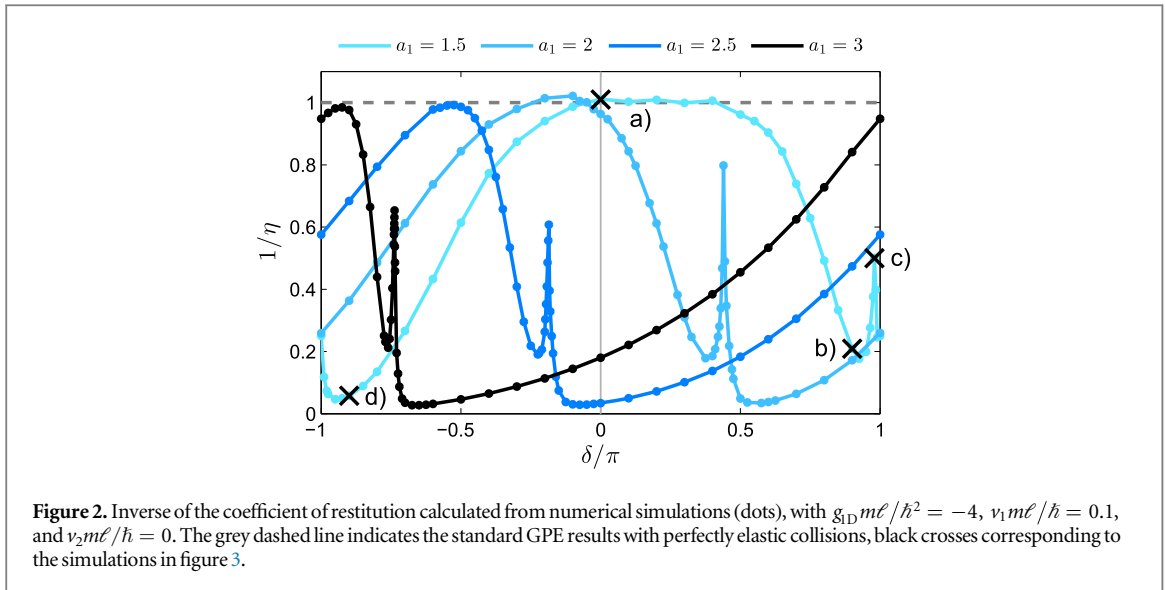 a₁ = 1.5 a₁ = 2 a₁ = 2.5 a₁ = 3
1
0.8
0.6
0.4
0.2
0
1/η
a)
c)
b)
d)
-1 -0.5 0 0.5 1
δ/π
Figure 2. Inverse of the coefficient of restitution calculated from numerical simulations (dots), with g₁D mℓ/ħ² = −4, v₁mℓ/ħ = 0.1,
and v₂mℓ/ħ = 0. The grey dashed line indicates the standard GPE results with perfectly elastic collisions, black crosses corresponding to
the simulations in figure 3.